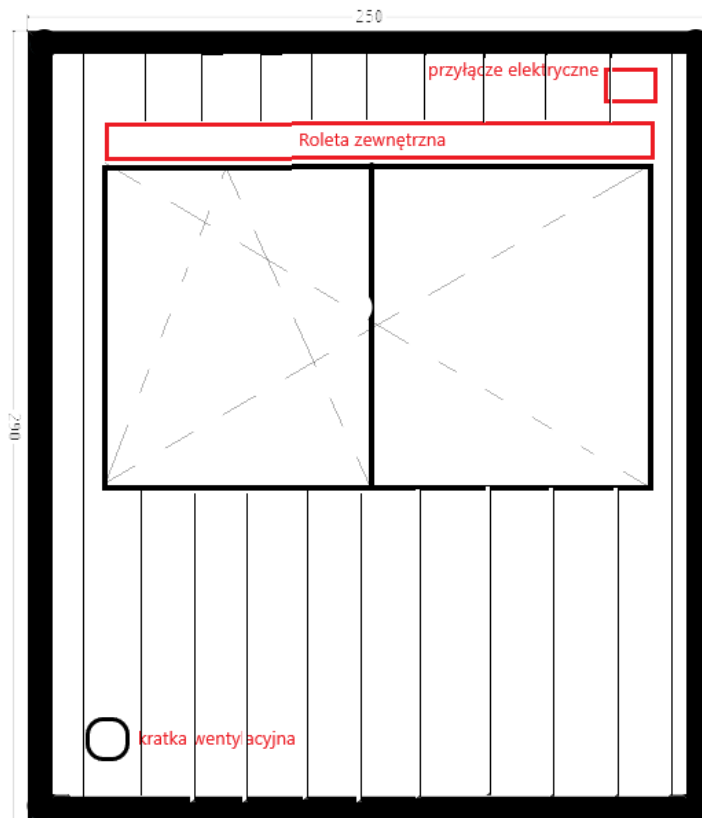 250
przyłącze elektryczne
Roleta zewnętrzna
290
kratka wentylacyjna